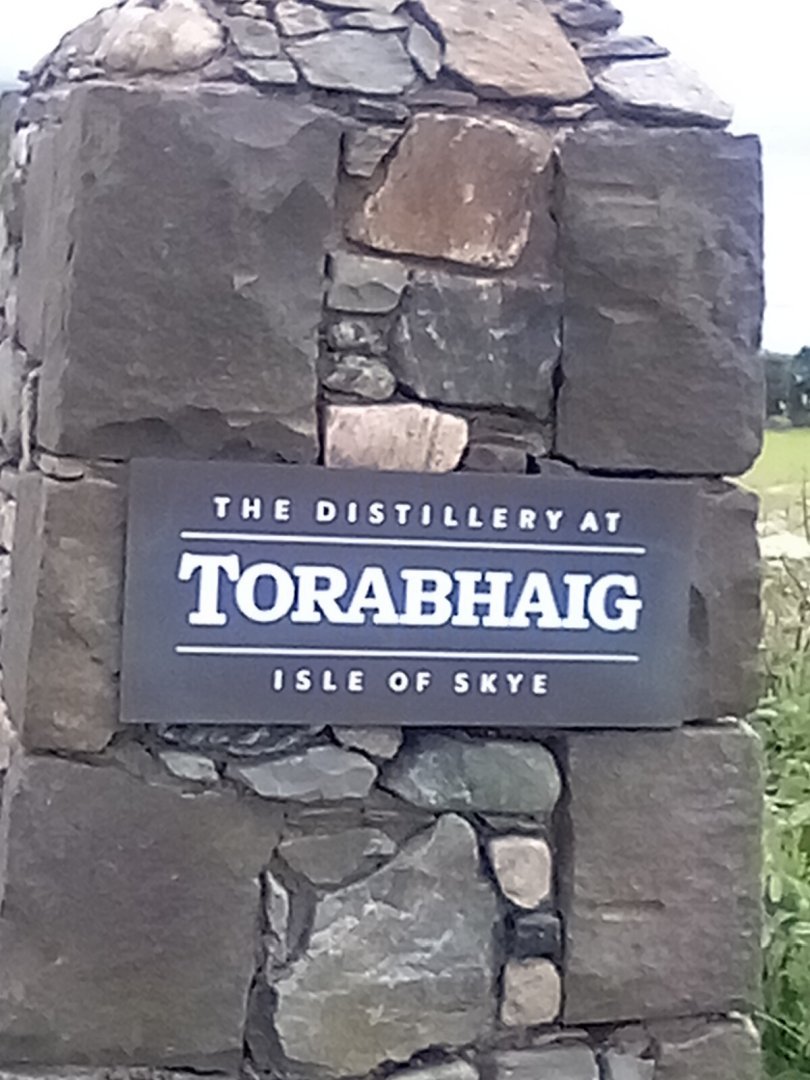 THE DISTILLERY AT
TORABHAIG
ISLE OF SKYE